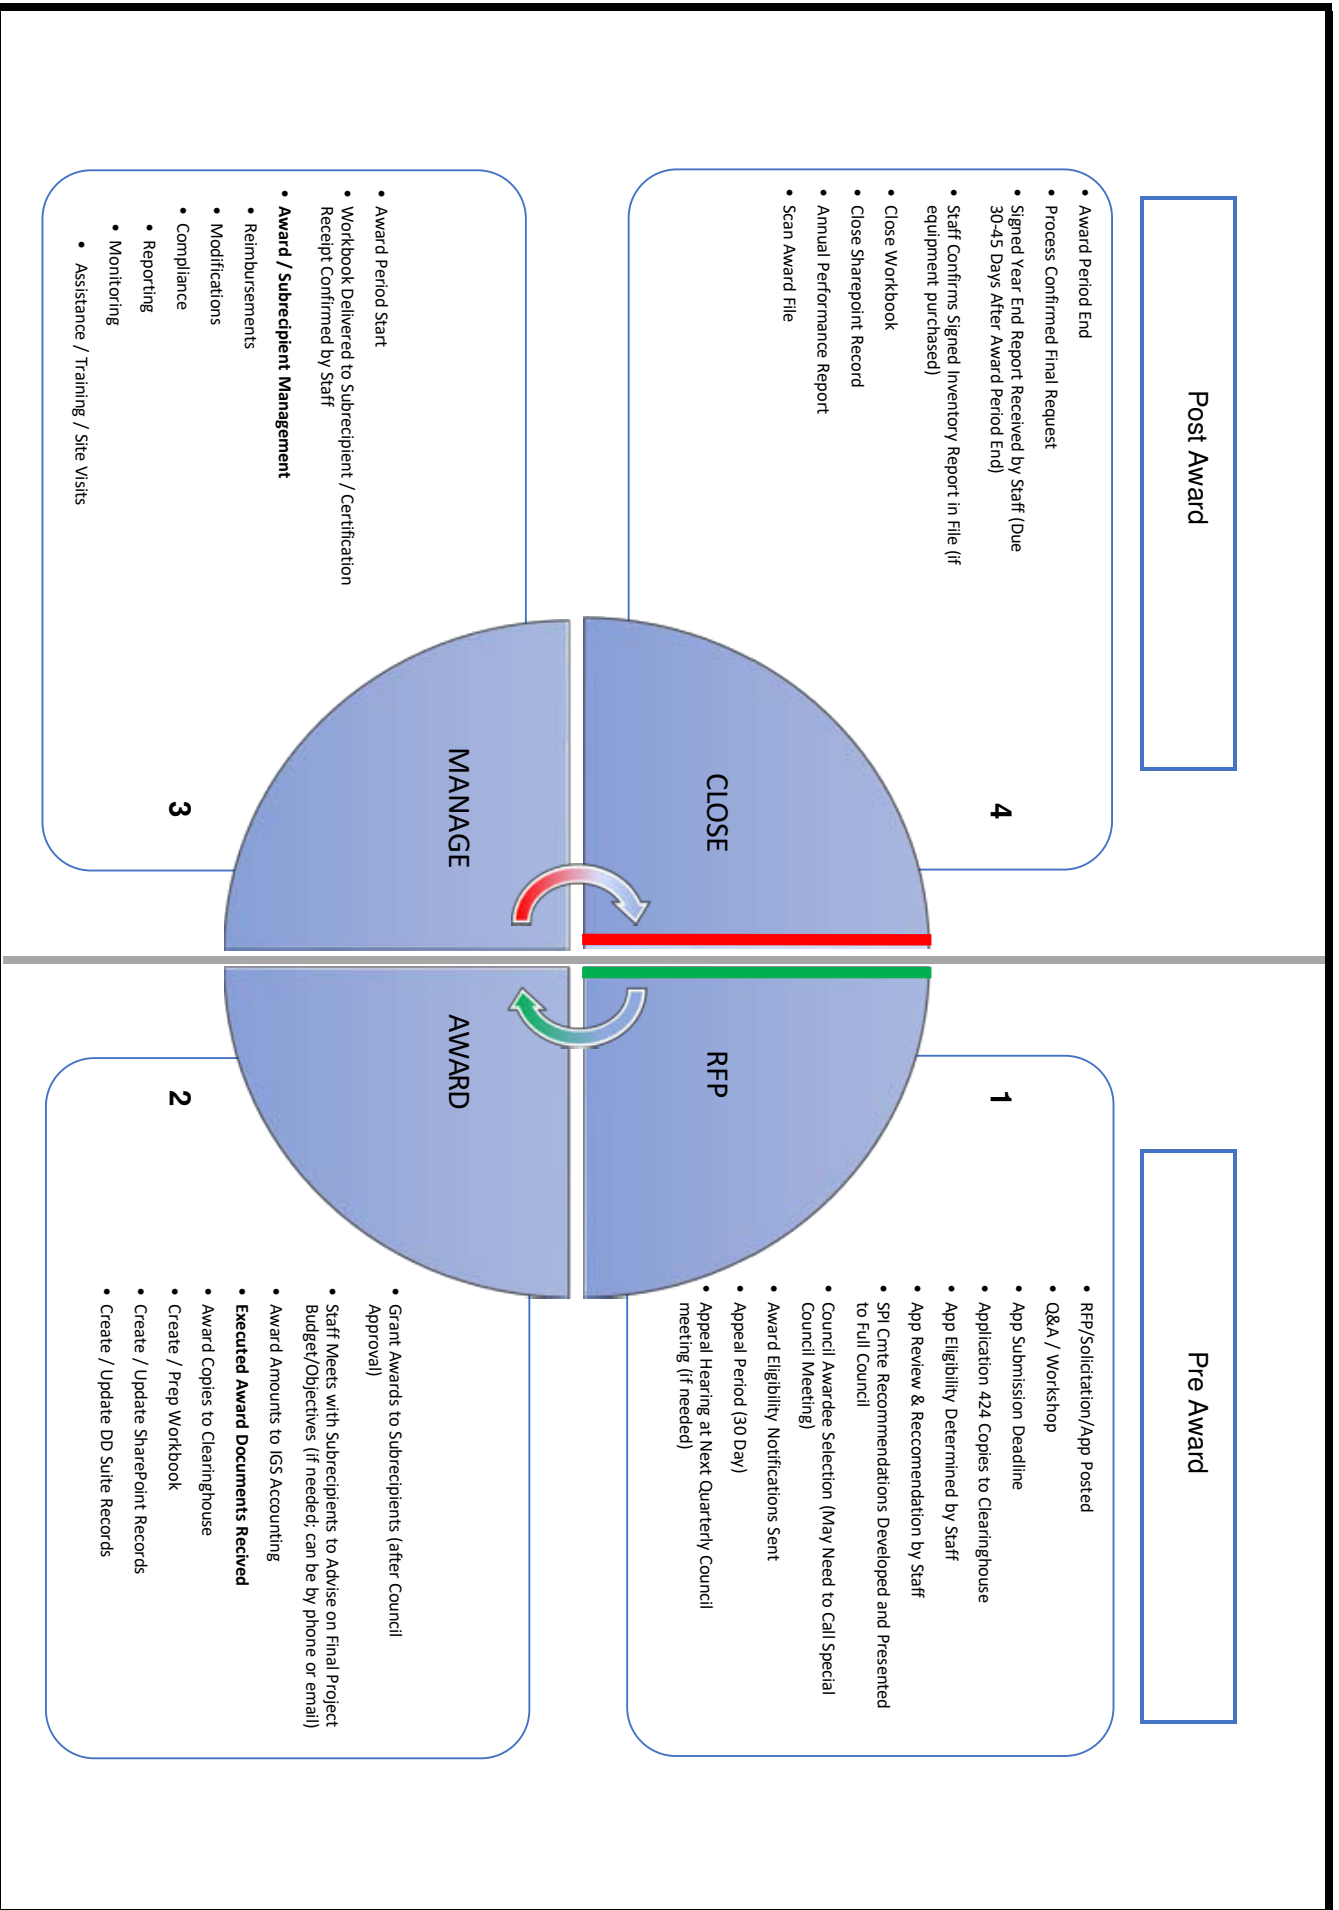 Post Award
Pre Award
• Award Period End
• Process Confirmed Final Request
• Signed Year End Report Received by Staff (Due
30-45 Days After Award Period End)
• Staff Confirms Signed Inventory Report in File (if
equipment purchased)
• Close Workbook
• Close Sharepoint Record
• Annual Performance Report
• Scan Award File
4
CLOSE
1
RFP
• RFP/Solicitation/App Posted
• Q&A / Workshop
• App Submission Deadline
• Application 424 Copies to Clearinghouse
• App Eligibility Determined by Staff
• App Review & Reccomendation by Staff
• SPI Cmte Recommendations Developed and Presented
to Full Council
• Council Awardee Selection (May Need to Call Special
Council Meeting)
• Award Eligibility Notifications Sent
• Appeal Period (30 Day)
• Appeal Hearing at Next Quarterly Council
meeting (if needed)
• Award Period Start
• Workbook Delivered to Subrecipient / Certification
Receipt Confirmed by Staff
• Award / Subrecipient Management
• Reimbursements
• Modifications
• Compliance
• Reporting
• Monitoring
• Assistance / Training / Site Visits
MANAGE
3
AWARD
2
• Grant Awards to Subrecipients (after Council
Approval)
• Staff Meets with Subrecipients to Advise on Final Project
Budget/Objectives (if needed; can be by phone or email)
• Award Amounts to IGS Accounting
• Executed Award Documents Recived
• Award Copies to Clearinghouse
• Create / Prep Workbook
• Create / Update SharePoint Records
• Create / Update DD Suite Records